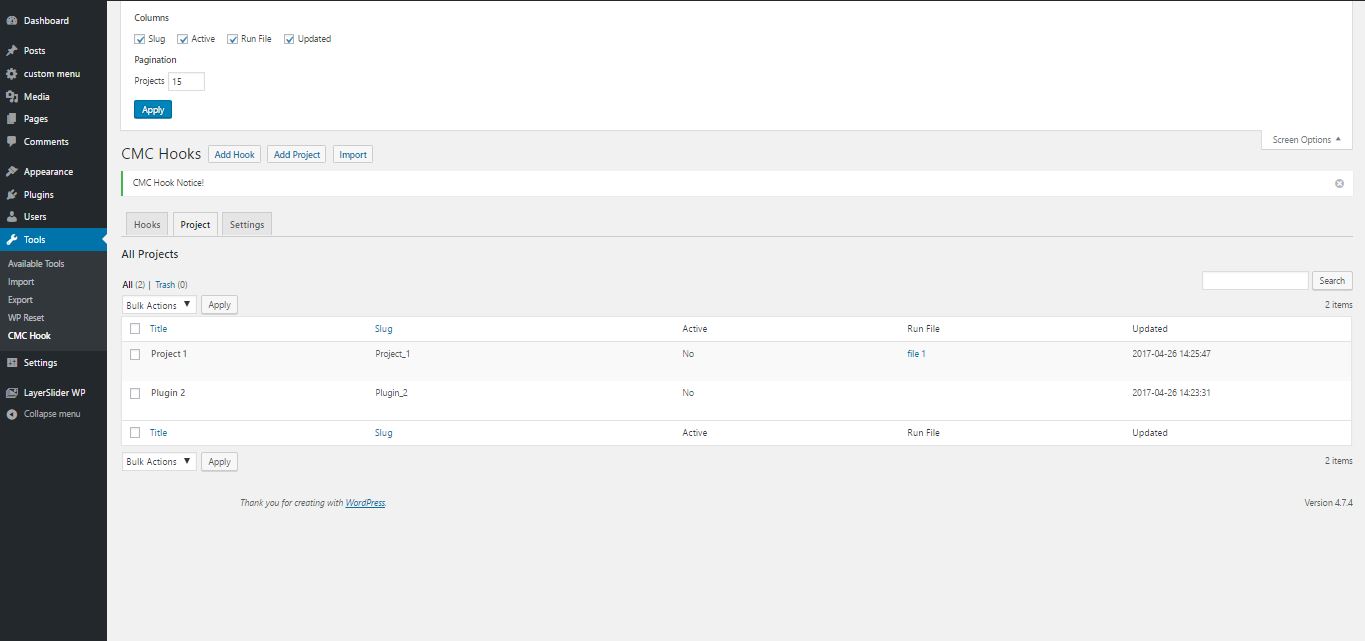 Dashboard
Posts
custom menu
Media
Pages
Comments
Appearance
Plugins
Users
Tools
Available Tools
Import
Export
WP Reset
CMC Hook
Settings
LayerSlider WP
Collapse menu
Columns
Slug Active Run File Updated
Pagination
Projects 15
Apply
Screen Options
CMC Hooks Add Hook Add Project Import
CMC Hook Notice!
Hooks Project Settings
All Projects
All (2) | Trash (0)
Search
Bulk Actions Apply
2 items
Title Slug Active Run File Updated
Project 1 Project_1 No file 1 2017-04-26 14:25:47
Plugin 2 Plugin_2 No 2017-04-26 14:23:31
Title Slug Active Run File Updated
Bulk Actions Apply
2 items
Thank you for creating with WordPress.
Version 4.7.4